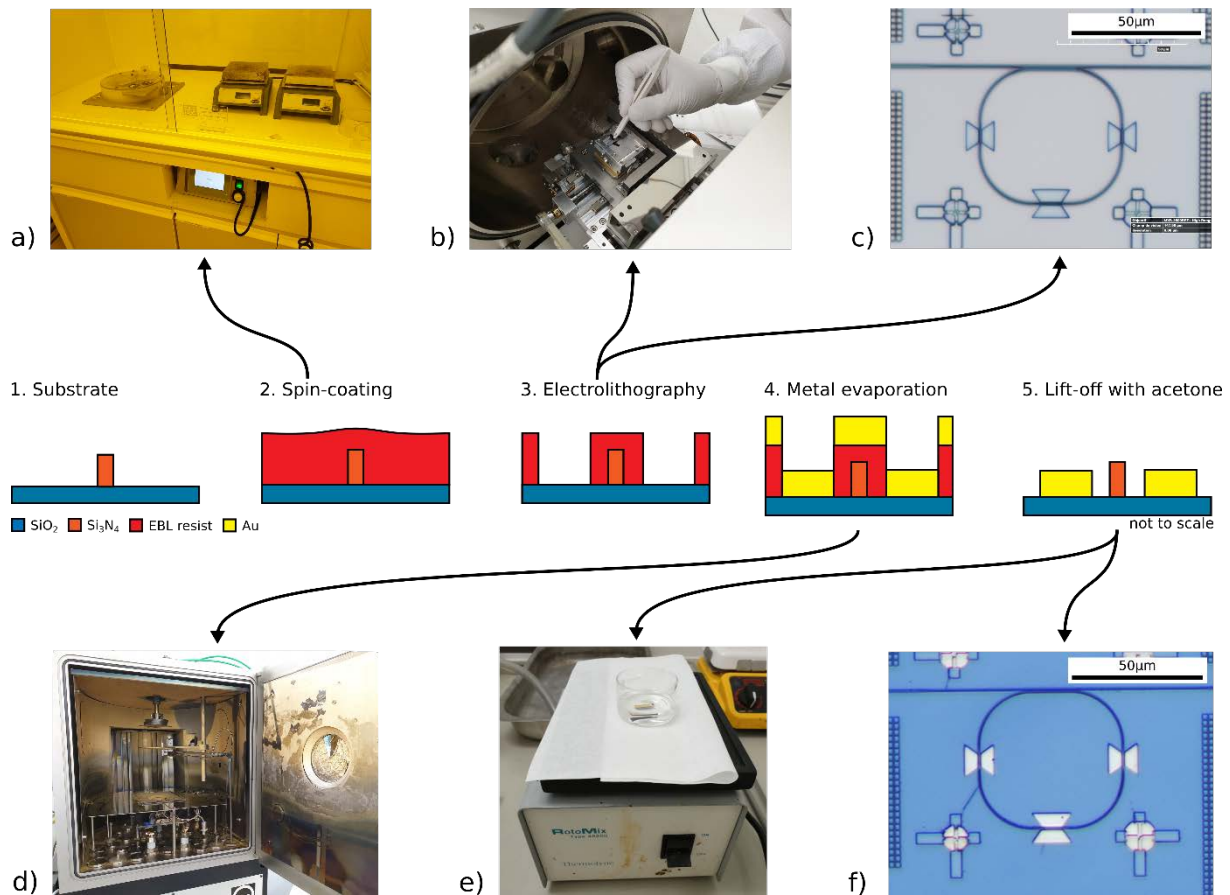 50µm
a)
b)
c)
1. Substrate
2. Spin-coating
3. Electrolithography
4. Metal evaporation
5. Lift-off with acetone
SiO₂
Si₃N₄
EBL resist
Au
not to scale
50µm
RotoMix
d)
e)
f)